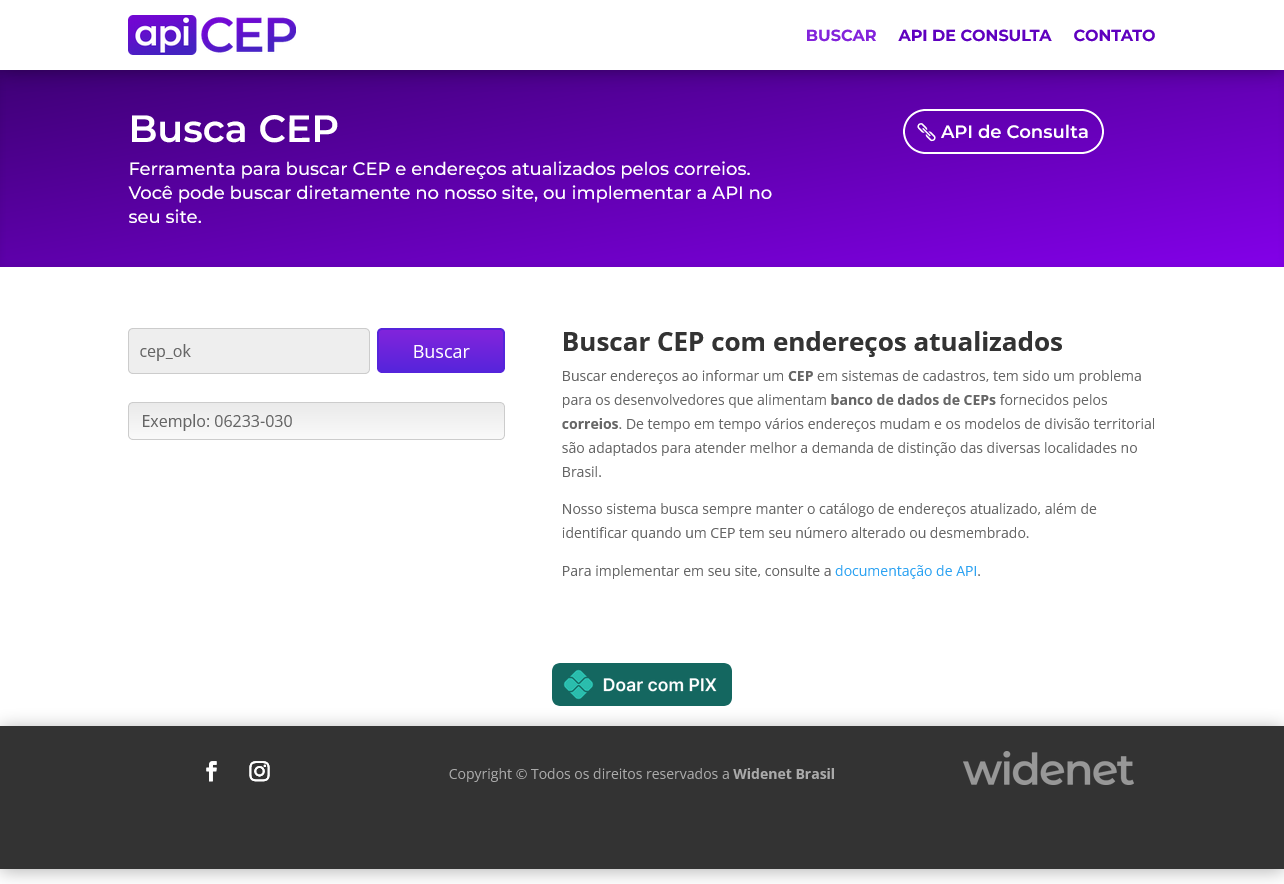 api CEP
BUSCAR API DE CONSULTA CONTATO
Busca CEP
API de Consulta
Ferramenta para buscar CEP e endereços atualizados pelos correios.
Você pode buscar diretamente no nosso site, ou implementar a API no
seu site.
cep_ok
Buscar
Exemplo: 06233-030
Buscar CEP com endereços atualizados
Buscar endereços ao informar um CEP em sistemas de cadastros, tem sido um problema
para os desenvolvedores que alimentam banco de dados de CEPs fornecidos pelos
correios. De tempo em tempo vários endereços mudam e os modelos de divisão territorial
são adaptados para atender melhor a demanda de distinção das diversas localidades no
Brasil.
Nosso sistema busca sempre manter o catálogo de endereços atualizado, além de
identificar quando um CEP tem seu número alterado ou desmembrado.
Para implementar em seu site, consulte a documentação de API.
Doar com PIX
Copyright © Todos os direitos reservados a Widenet Brasil
widenet